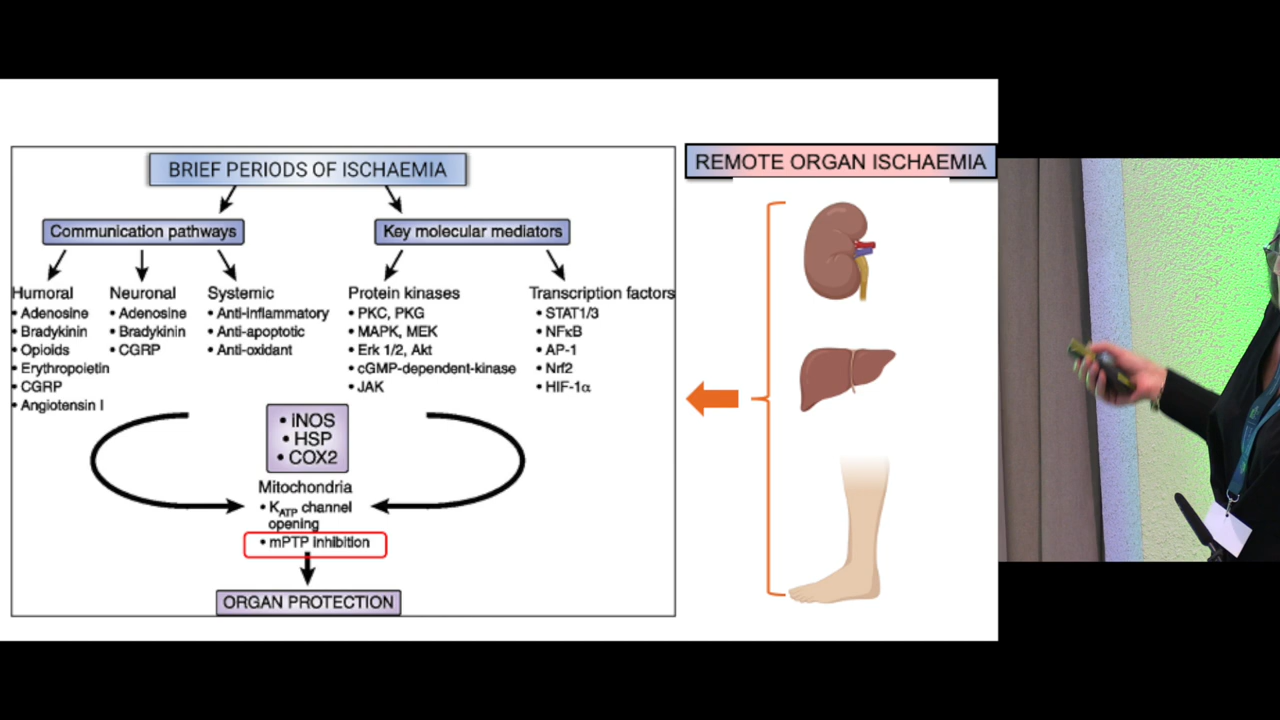 BRIEF PERIODS OF ISCHAEMIA
Communication pathways
Key molecular mediators
Humoral
• Adenosine
• Bradykinin
• Opioids
• Erythropoietin
• CGRP
• Angiotensin I
Neuronal
• Adenosine
• Bradykinin
• CGRP
Systemic
• Anti-inflammatory
• Anti-apoptotic
• Anti-oxidant
Protein kinases
• PKC, PKG
• MAPK, MEK
• Erk 1/2, Akt
• cGMP-dependent-kinase
• JAK
Transcription factors
• STAT1/3
• NFκB
• AP-1
• Nrf2
• HIF-1α
• iNOS
• HSP
• COX2
Mitochondria
• KATP channel
opening
• mPTP inhibition
ORGAN PROTECTION
REMOTE ORGAN ISCHAEMIA